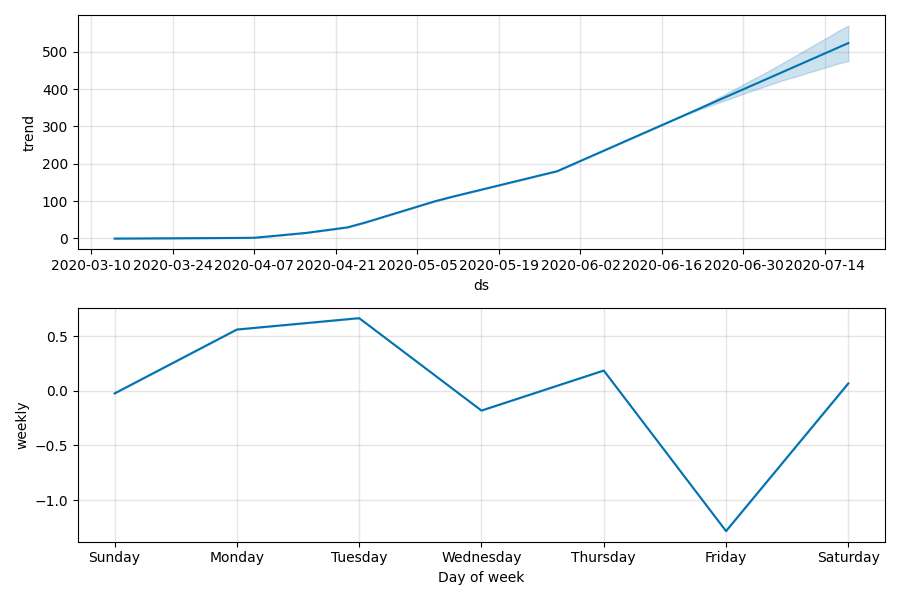 500
400
300
200
100
0
trend
2020-03-10 2020-03-24 2020-04-07 2020-04-21 2020-05-05 2020-05-19 2020-06-02 2020-06-16 2020-06-30 2020-07-14
ds
0.5
0.0
−0.5
−1.0
weekly
Sunday Monday Tuesday Wednesday Thursday Friday Saturday
Day of week